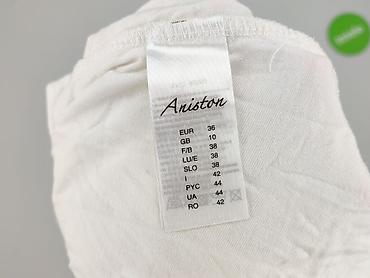 Aniston
EUR 36
GB 10
F/B 38
LU/E 38
SLO 38
I 42
PYC 44
UA 44
RO 42